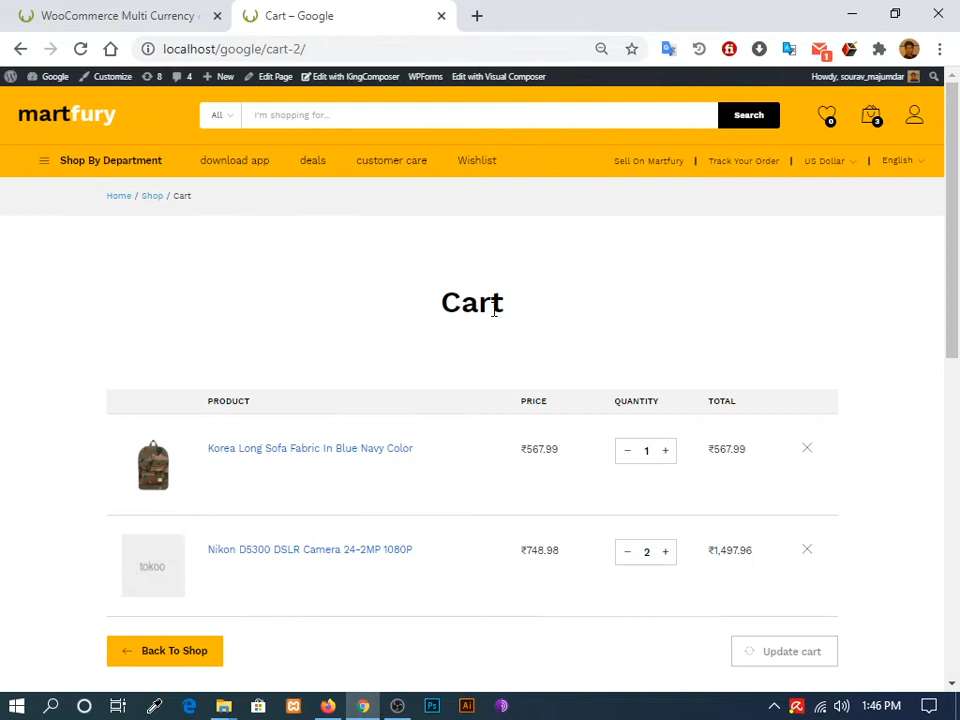 WooCommerce Multi Currency
Cart – Google
localhost/google/cart-2/
1
Google
Customize
8
4
New
Edit Page
Edit with KingComposer
WPForms
Edit with Visual Composer
Howdy, sourav_majumdar
martfury
All
I'm shopping for...
Search
0
3
Shop By Department
download app
deals
customer care
Wishlist
Sell On Martfury
Track Your Order
US Dollar
English
Home / Shop / Cart
Cart
PRODUCT
PRICE
QUANTITY
TOTAL
Korea Long Sofa Fabric In Blue Navy Color
₹567.99
− 1 +
₹567.99
tokoo
Nikon D5300 DSLR Camera 24-2MP 1080P
₹748.98
− 2 +
₹1,497.96
← Back To Shop
Update cart
Ps
Ai
1:46 PM